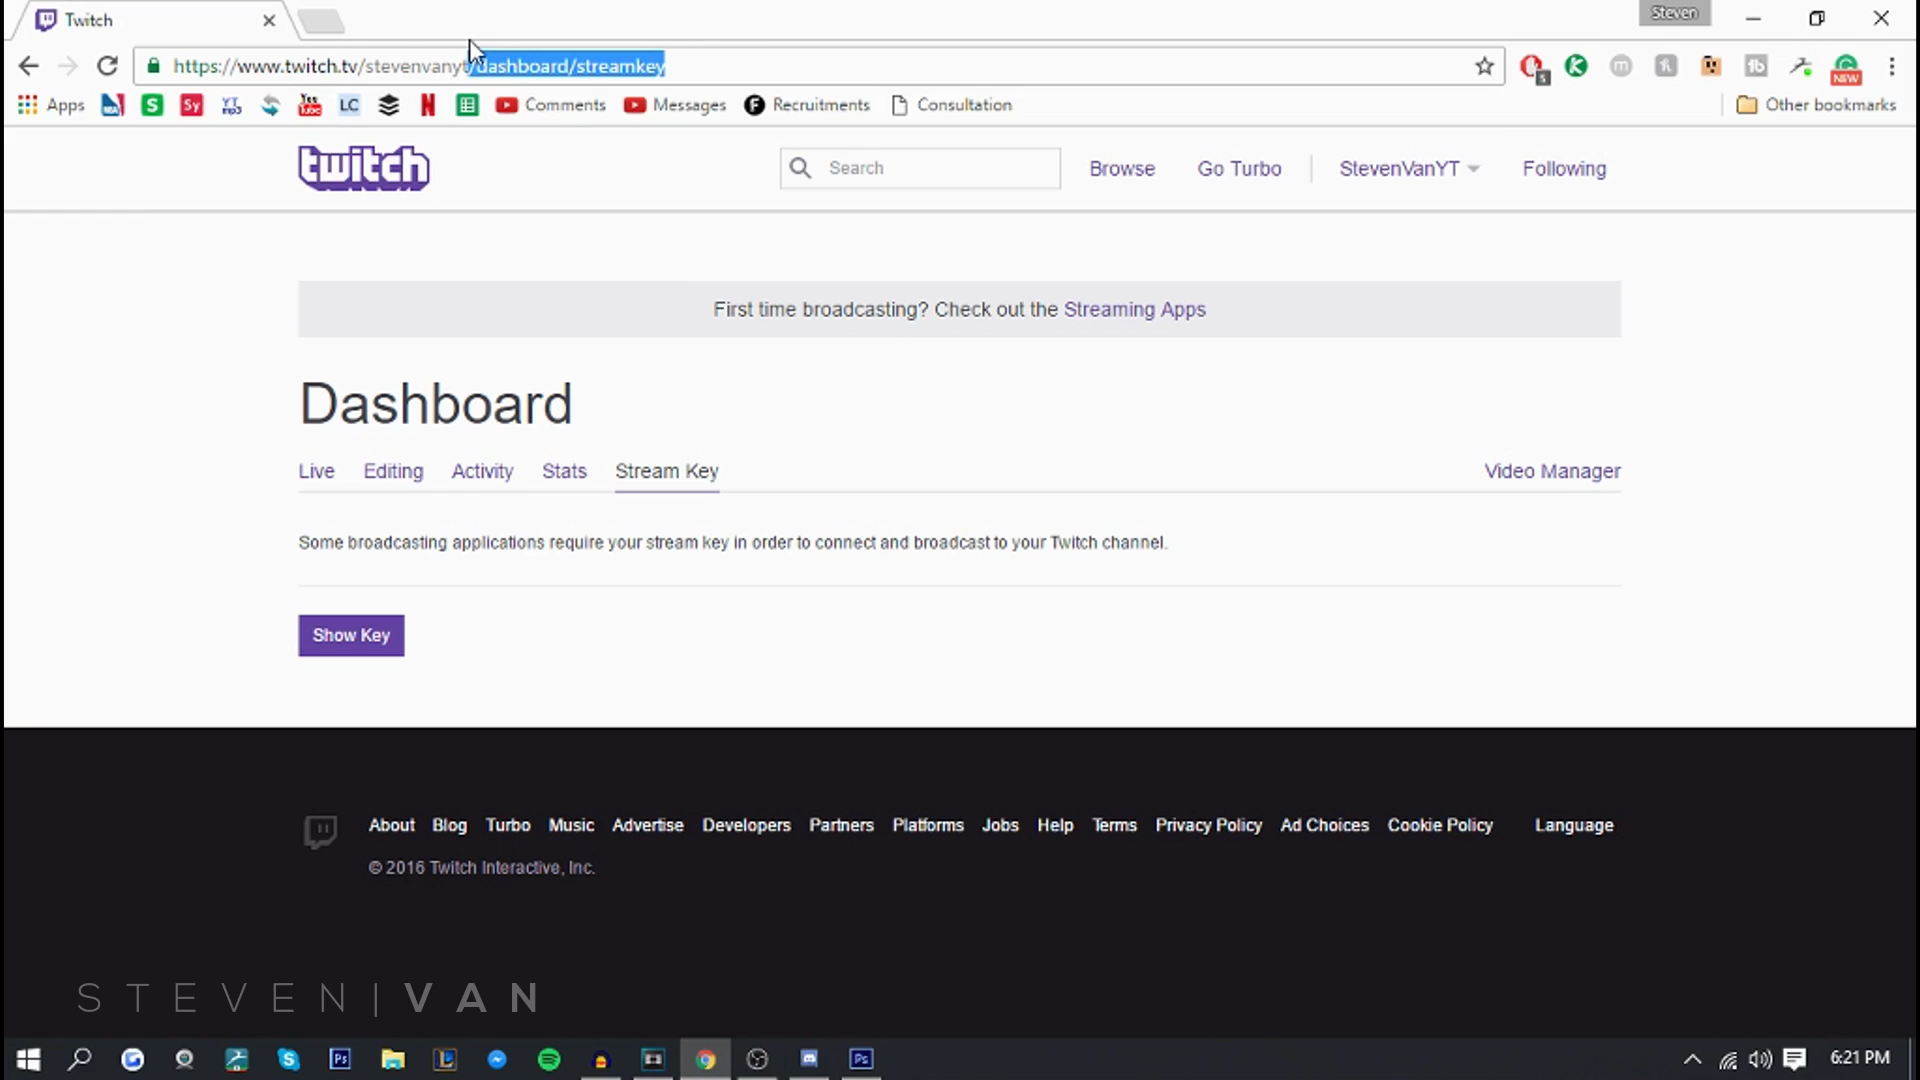 Twitch
Steven
https://www.twitch.tv/stevenvanyt/dashboard/streamkey
Apps
Comments
Messages
Recruitments
Consultation
Other bookmarks
twitch
Search
Browse
Go Turbo
StevenVanYT
Following
First time broadcasting? Check out the Streaming Apps
Dashboard
Live
Editing
Activity
Stats
Stream Key
Video Manager
Some broadcasting applications require your stream key in order to connect and broadcast to your Twitch channel.
Show Key
About Blog Turbo Music Advertise Developers Partners Platforms Jobs Help Terms Privacy Policy Ad Choices Cookie Policy Language
© 2016 Twitch Interactive, Inc.
STEVEN|VAN
6:21 PM